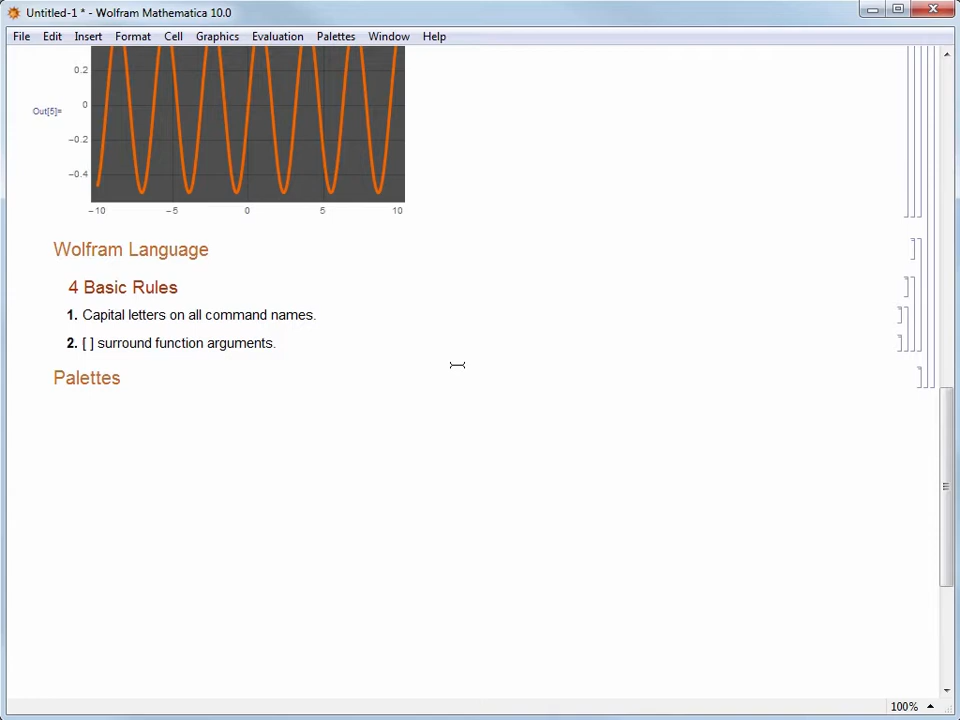 Untitled-1 * - Wolfram Mathematica 10.0
File Edit Insert Format Cell Graphics Evaluation Palettes Window Help
0.2
0
Out[5]=
−0.2
−0.4
−10 −5 0 5 10
Wolfram Language
4 Basic Rules
1. Capital letters on all command names.
2. [ ] surround function arguments.
Palettes
100%